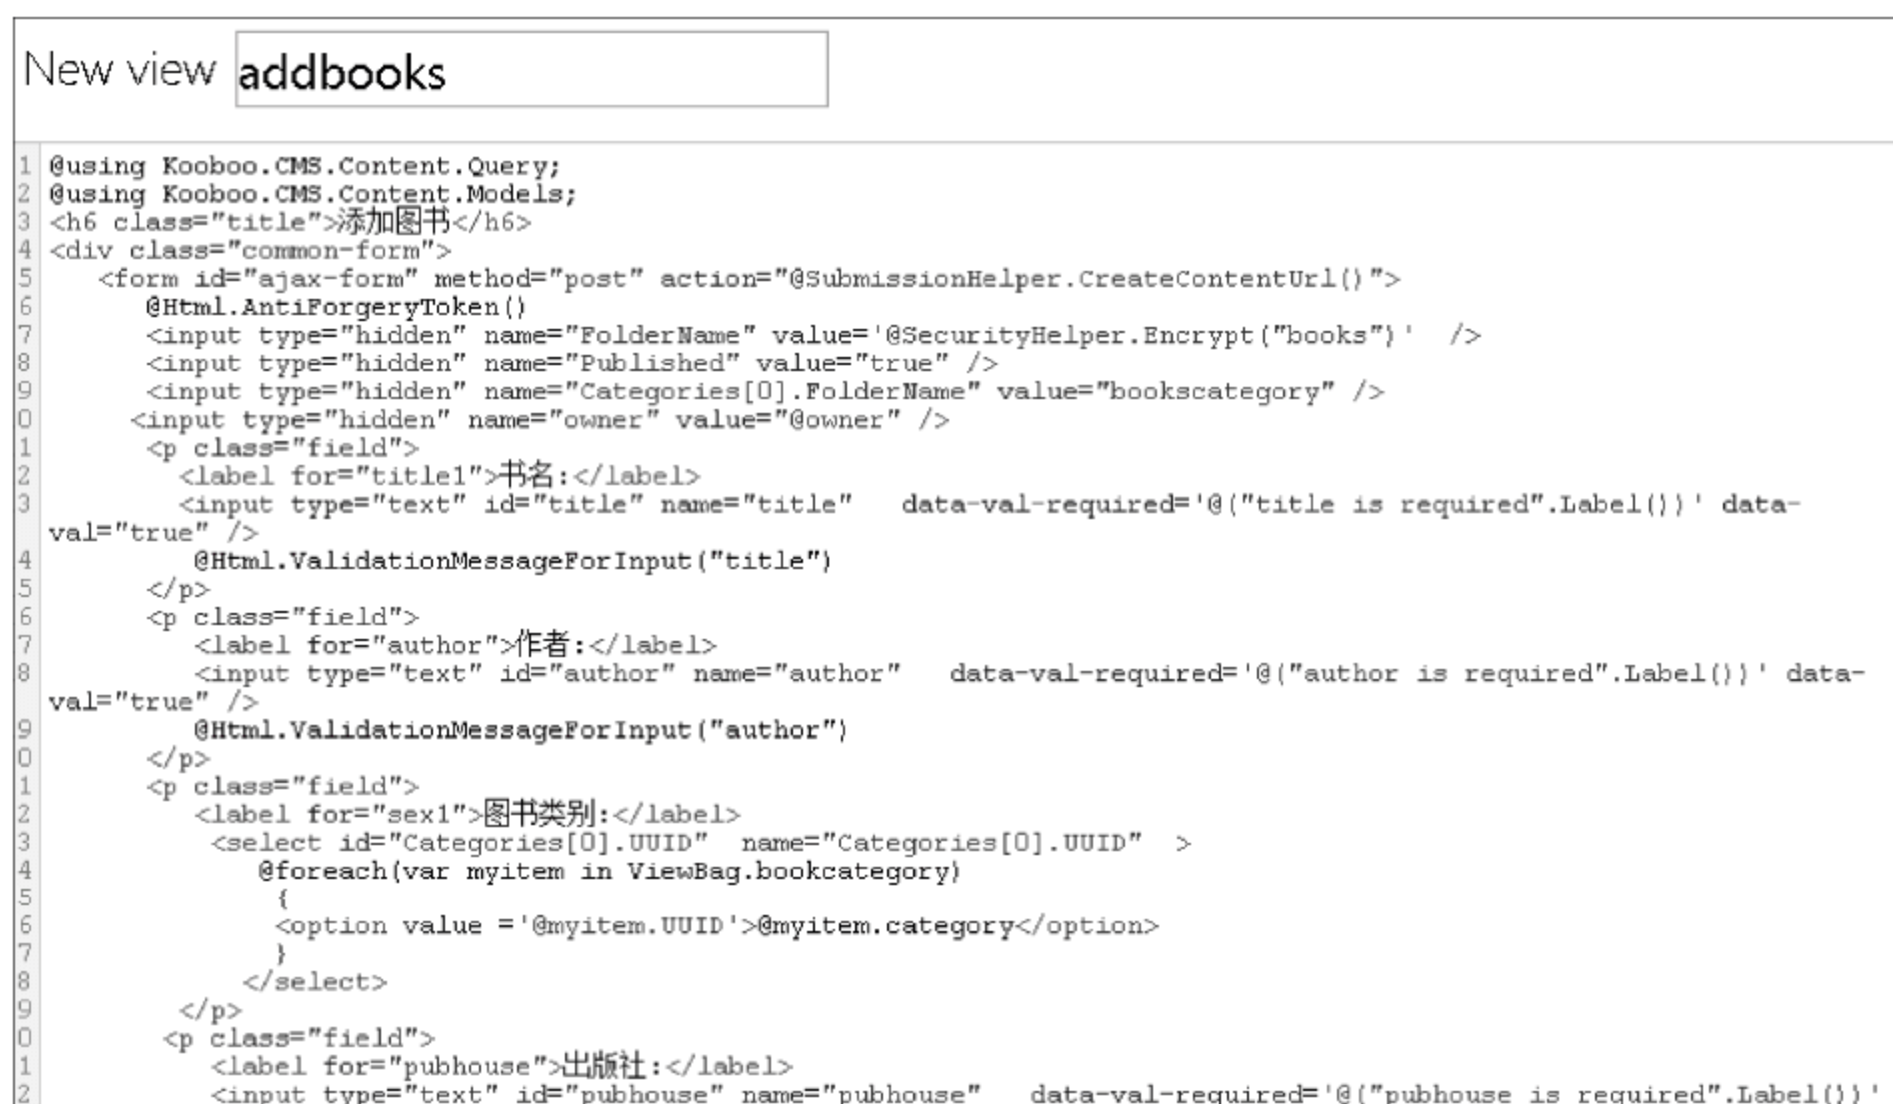 New view addbooks
1 @using Kooboo.CMS.Content.Query;
2 @using Kooboo.CMS.Content.Models;
3 <h6 class="title">添加图书</h6>
4 <div class="common-form">
5 <form id="ajax-form" method="post" action="@SubmissionHelper.CreateContentUrl()">
6 @Html.AntiForgeryToken()
7 <input type="hidden" name="FolderName" value='@SecurityHelper.Encrypt("books")' />
8 <input type="hidden" name="Published" value="true" />
9 <input type="hidden" name="Categories[0].FolderName" value="bookscategory" />
0 <input type="hidden" name="owner" value="@owner" />
1 <p class="field">
2 <label for="title1">书名:</label>
3 <input type="text" id="title" name="title" data-val-required='@("title is required".Label())' data-
val="true" />
4 @Html.ValidationMessageForInput("title")
5 </p>
6 <p class="field">
7 <label for="author">作者:</label>
8 <input type="text" id="author" name="author" data-val-required='@("author is required".Label())' data-
val="true" />
9 @Html.ValidationMessageForInput("author")
0 </p>
1 <p class="field">
2 <label for="sex1">图书类别:</label>
3 <select id="Categories[0].UUID" name="Categories[0].UUID" >
4 @foreach(var myitem in ViewBag.bookcategory)
5 {
6 <option value ='@myitem.UUID'>@myitem.category</option>
7 }
8 </select>
9 </p>
0 <p class="field">
1 <label for="pubhouse">出版社:</label>
2 <input type="text" id="pubhouse" name="pubhouse" data-val-required='@("pubhouse is required".Label())'